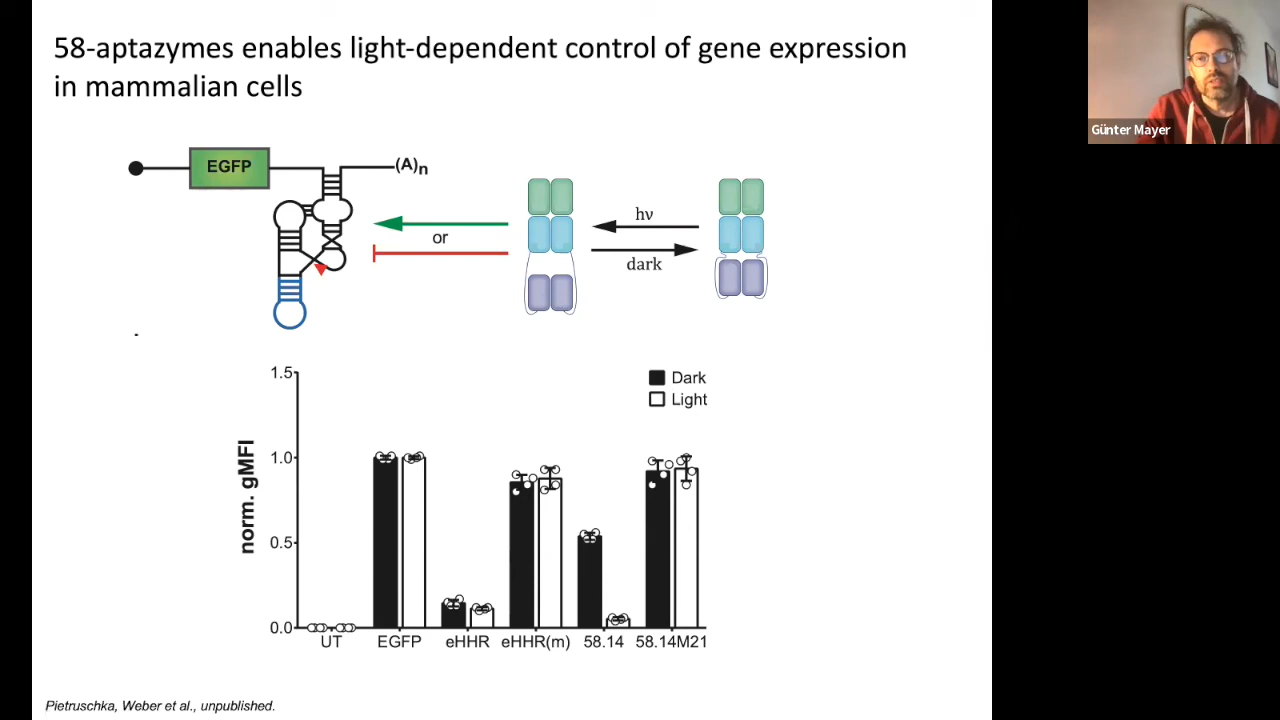 58-aptazymes enables light-dependent control of gene expression
in mammalian cells
Günter Mayer
EGFP
(A)n
or
hν
dark
1.5
1.0
0.5
0.0
norm. gMFI
Dark
Light
UT
EGFP
eHHR
eHHR(m)
58.14
58.14M21
Pietruschka, Weber et al., unpublished.